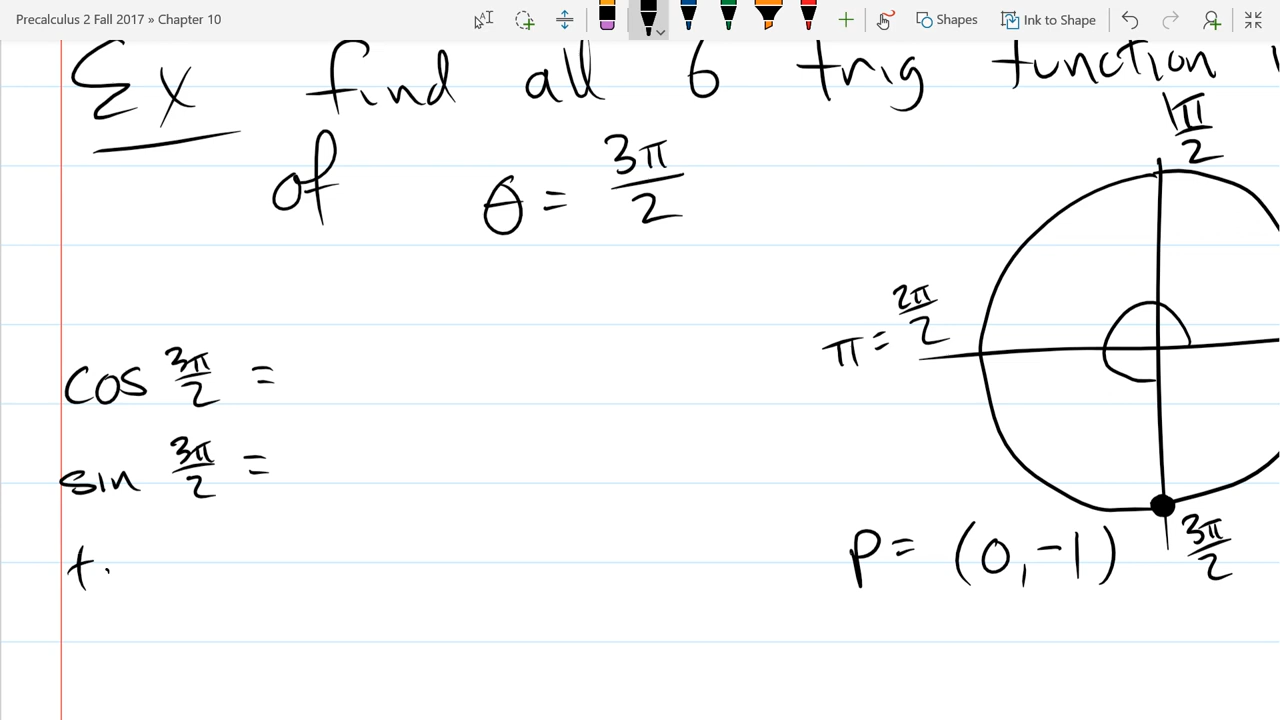 Precalculus 2 Fall 2017 » Chapter 10
Shapes
Ink to Shape
Ex find all 6 trig function
of θ = 3π/2
π/2
π = 2π/2
cos 3π/2 =
sin 3π/2 =
t
P = (0, -1)
3π/2